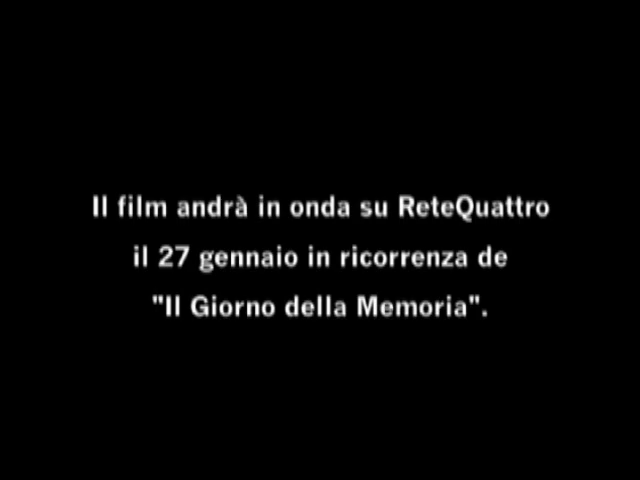 Il film andrà in onda su ReteQuattro
il 27 gennaio in ricorrenza de
"Il Giorno della Memoria".